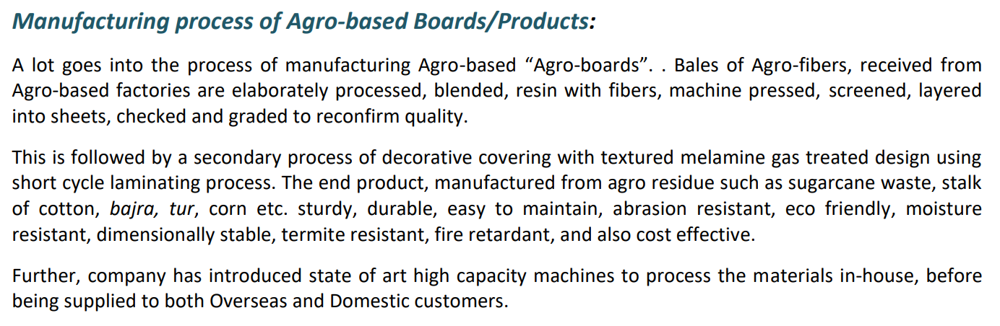 Manufacturing process of Agro-based Boards/Products:
A lot goes into the process of manufacturing Agro-based “Agro-boards”. . Bales of Agro-fibers, received from
Agro-based factories are elaborately processed, blended, resin with fibers, machine pressed, screened, layered
into sheets, checked and graded to reconfirm quality.
This is followed by a secondary process of decorative covering with textured melamine gas treated design using
short cycle laminating process. The end product, manufactured from agro residue such as sugarcane waste, stalk
of cotton, bajra, tur, corn etc. sturdy, durable, easy to maintain, abrasion resistant, eco friendly, moisture
resistant, dimensionally stable, termite resistant, fire retardant, and also cost effective.
Further, company has introduced state of art high capacity machines to process the materials in-house, before
being supplied to both Overseas and Domestic customers.